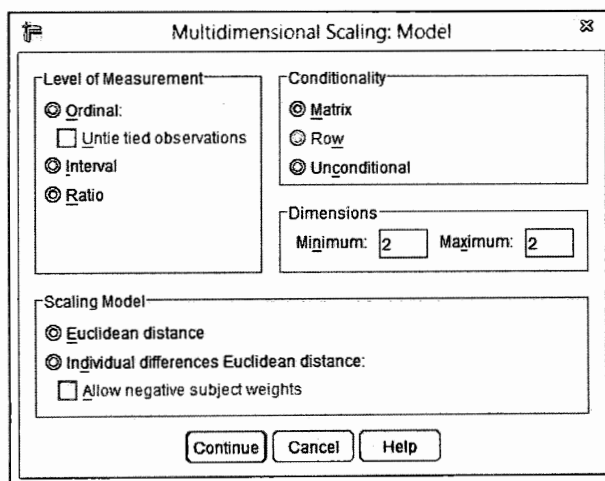 Multidimensional Scaling: Model
Level of Measurement
Ordinal:
Untie tied observations
Interval
Ratio
Conditionality
Matrix
Row
Unconditional
Dimensions
Minimum: 2 Maximum: 2
Scaling Model
Euclidean distance
Individual differences Euclidean distance:
Allow negative subject weights
Continue Cancel Help